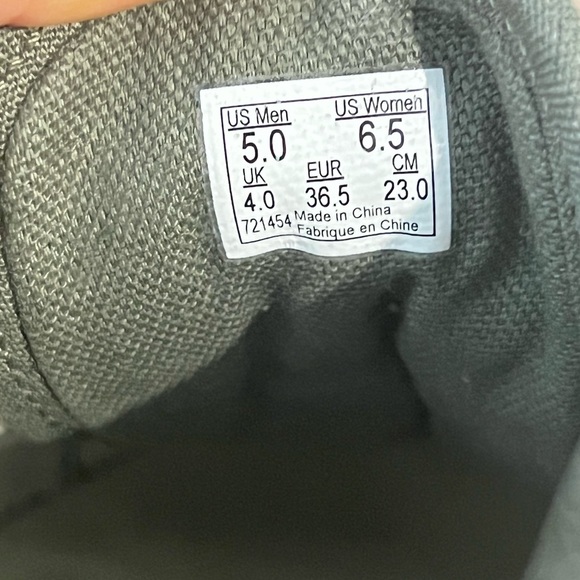 US Men US Women
5.0 6.5
UK EUR CM
4.0 36.5 23.0
721454 Made in China
Fabrique en Chine